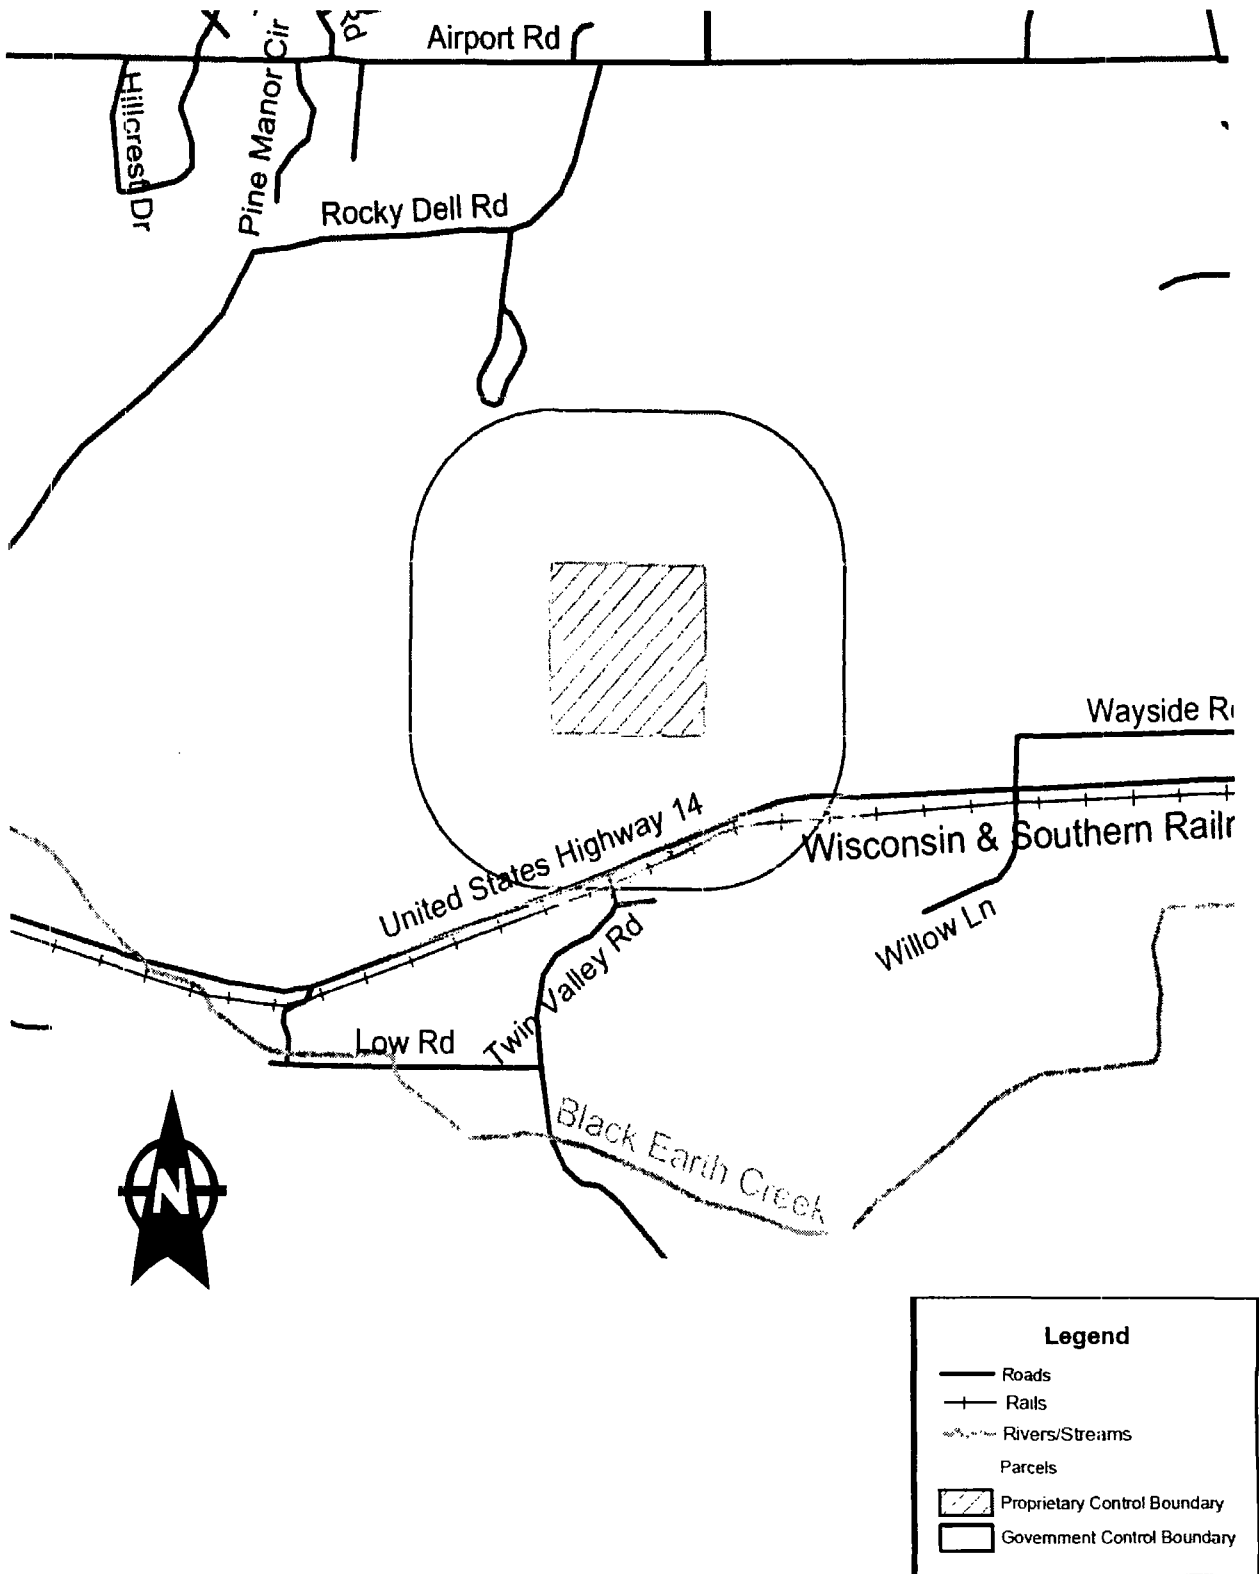 Airport Rd
Rd
Pine Manor Cir
Hillcrest Dr
Rocky Dell Rd
Wayside R
United States Highway 14
Wisconsin & Southern Railr
Willow Ln
Twin Valley Rd
Low Rd
Black Earth Creek
N
Legend
Roads
Rails
Rivers/Streams
Parcels
Proprietary Control Boundary
Government Control Boundary